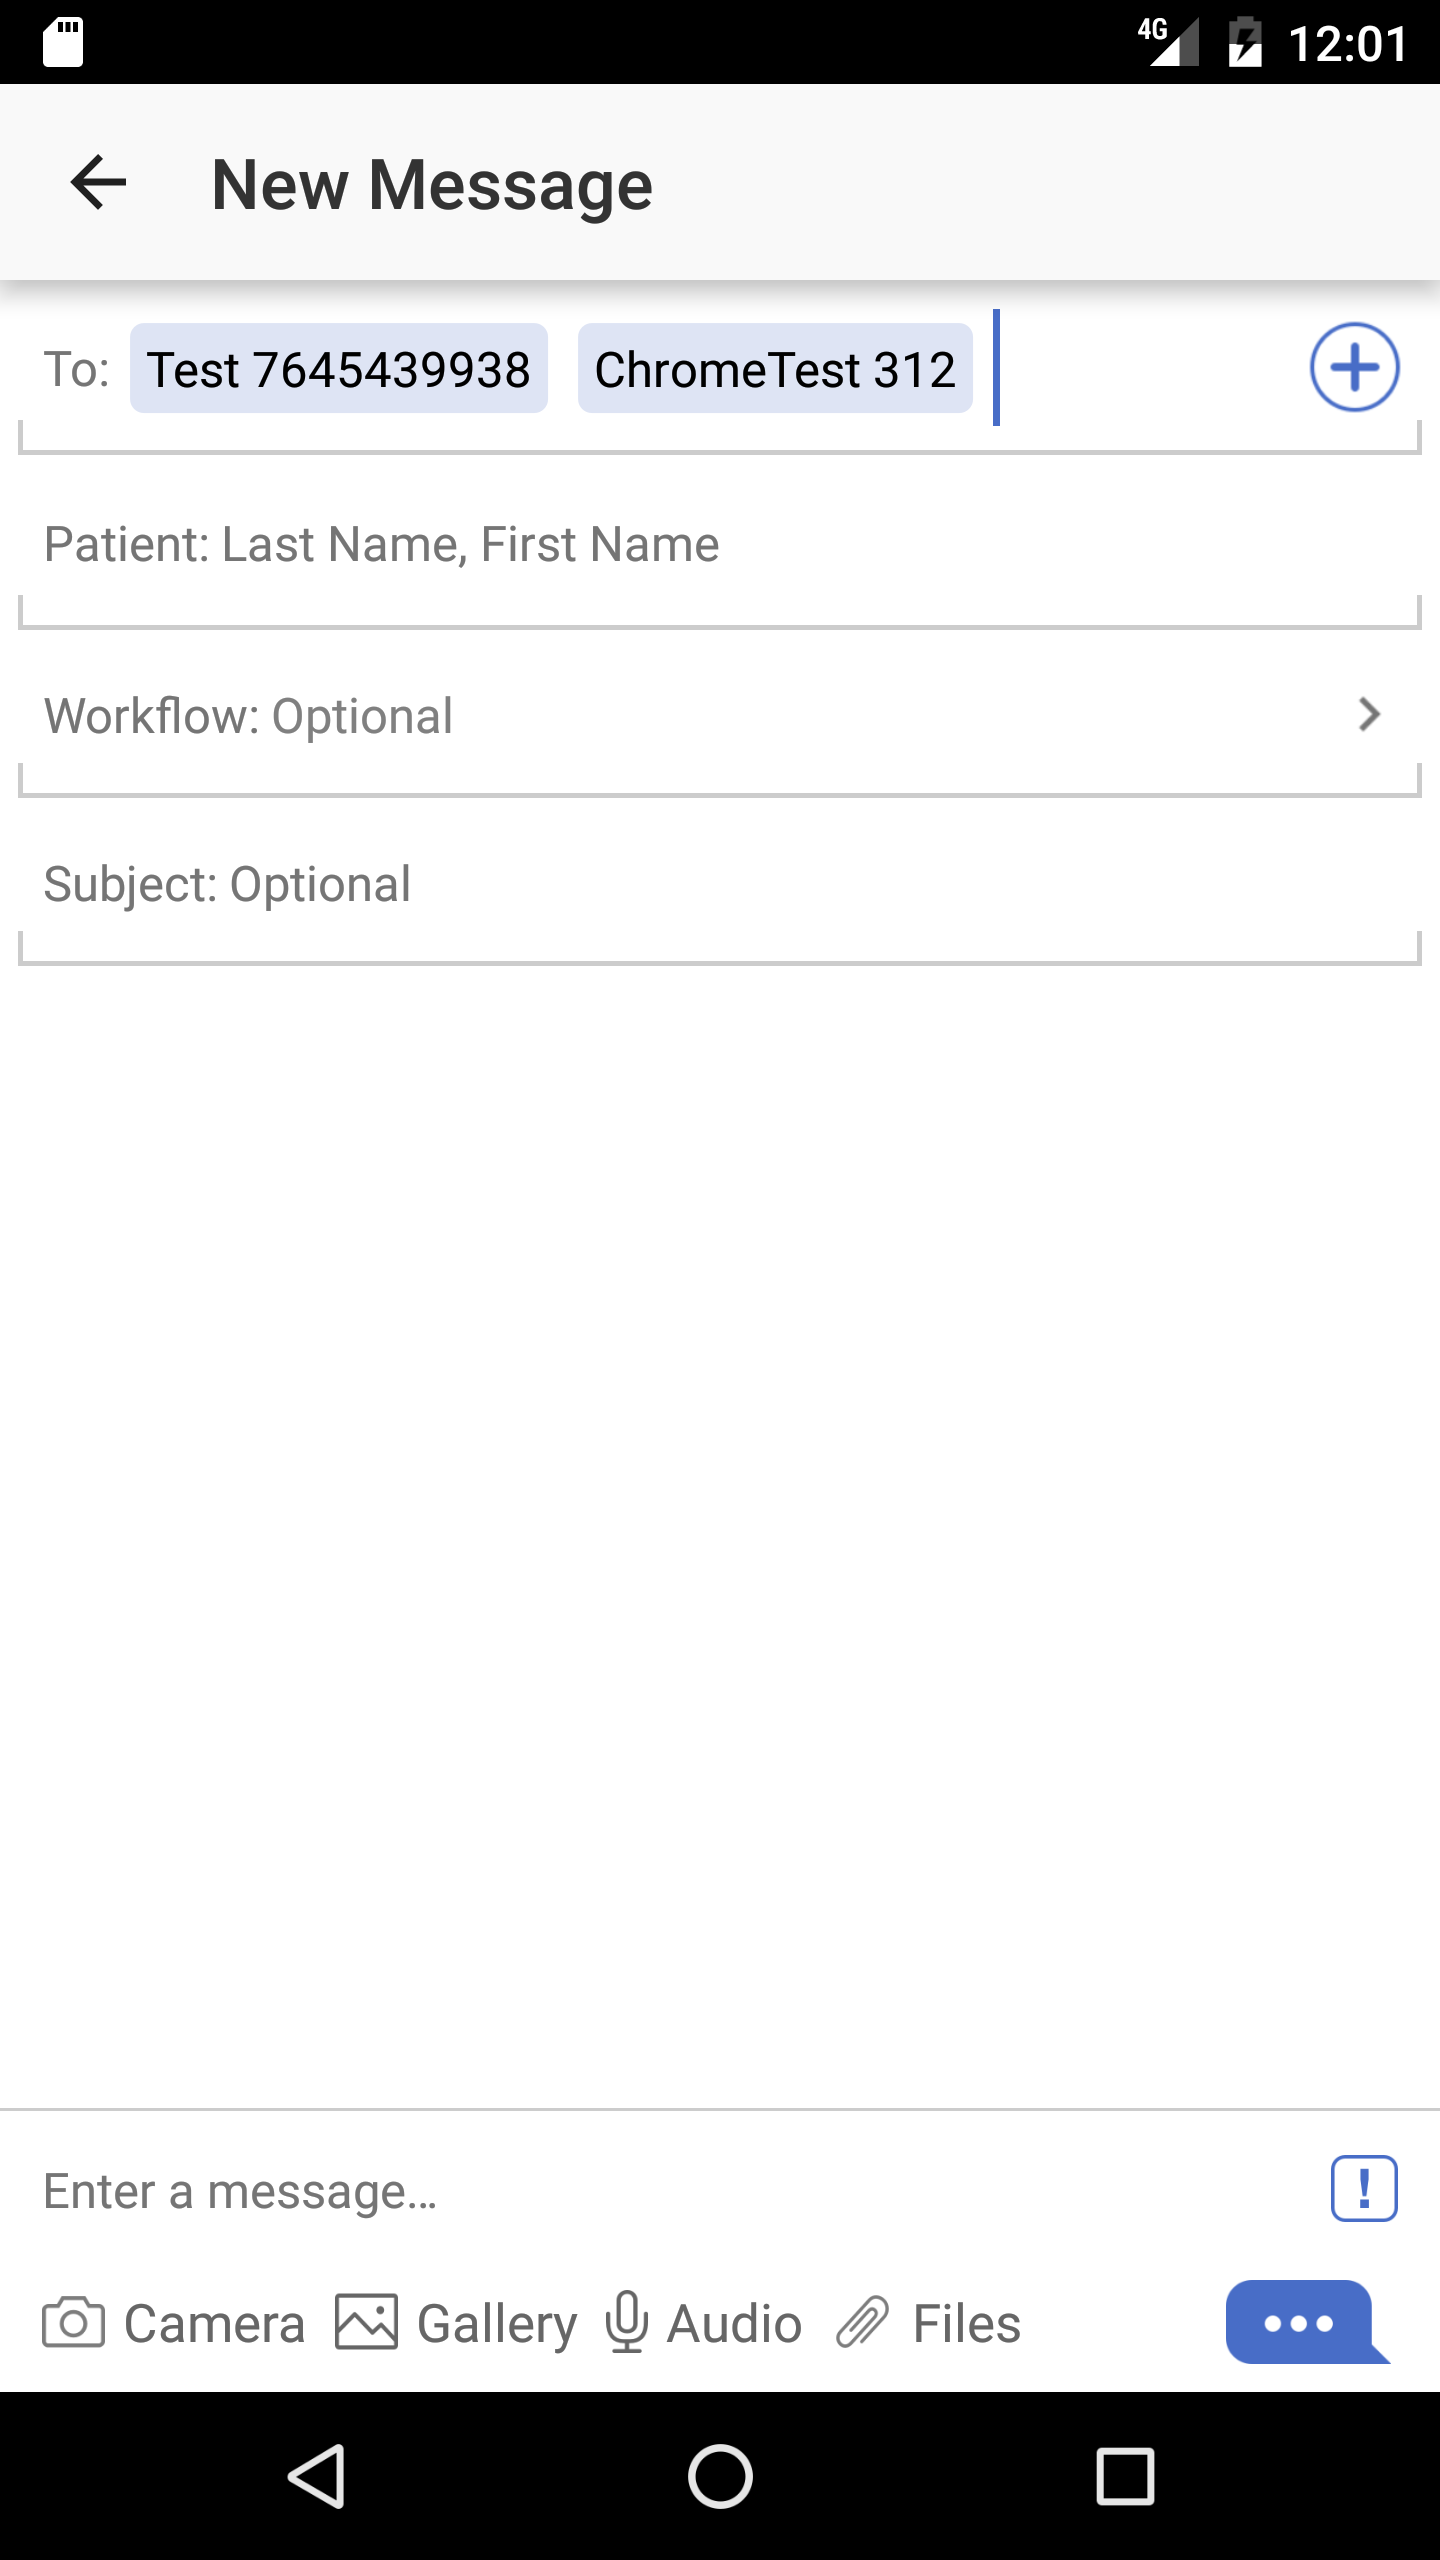 4G 12:01
New Message
To: Test 7645439938 ChromeTest 312
Patient: Last Name, First Name
Workflow: Optional
Subject: Optional
Enter a message...
Camera Gallery Audio Files